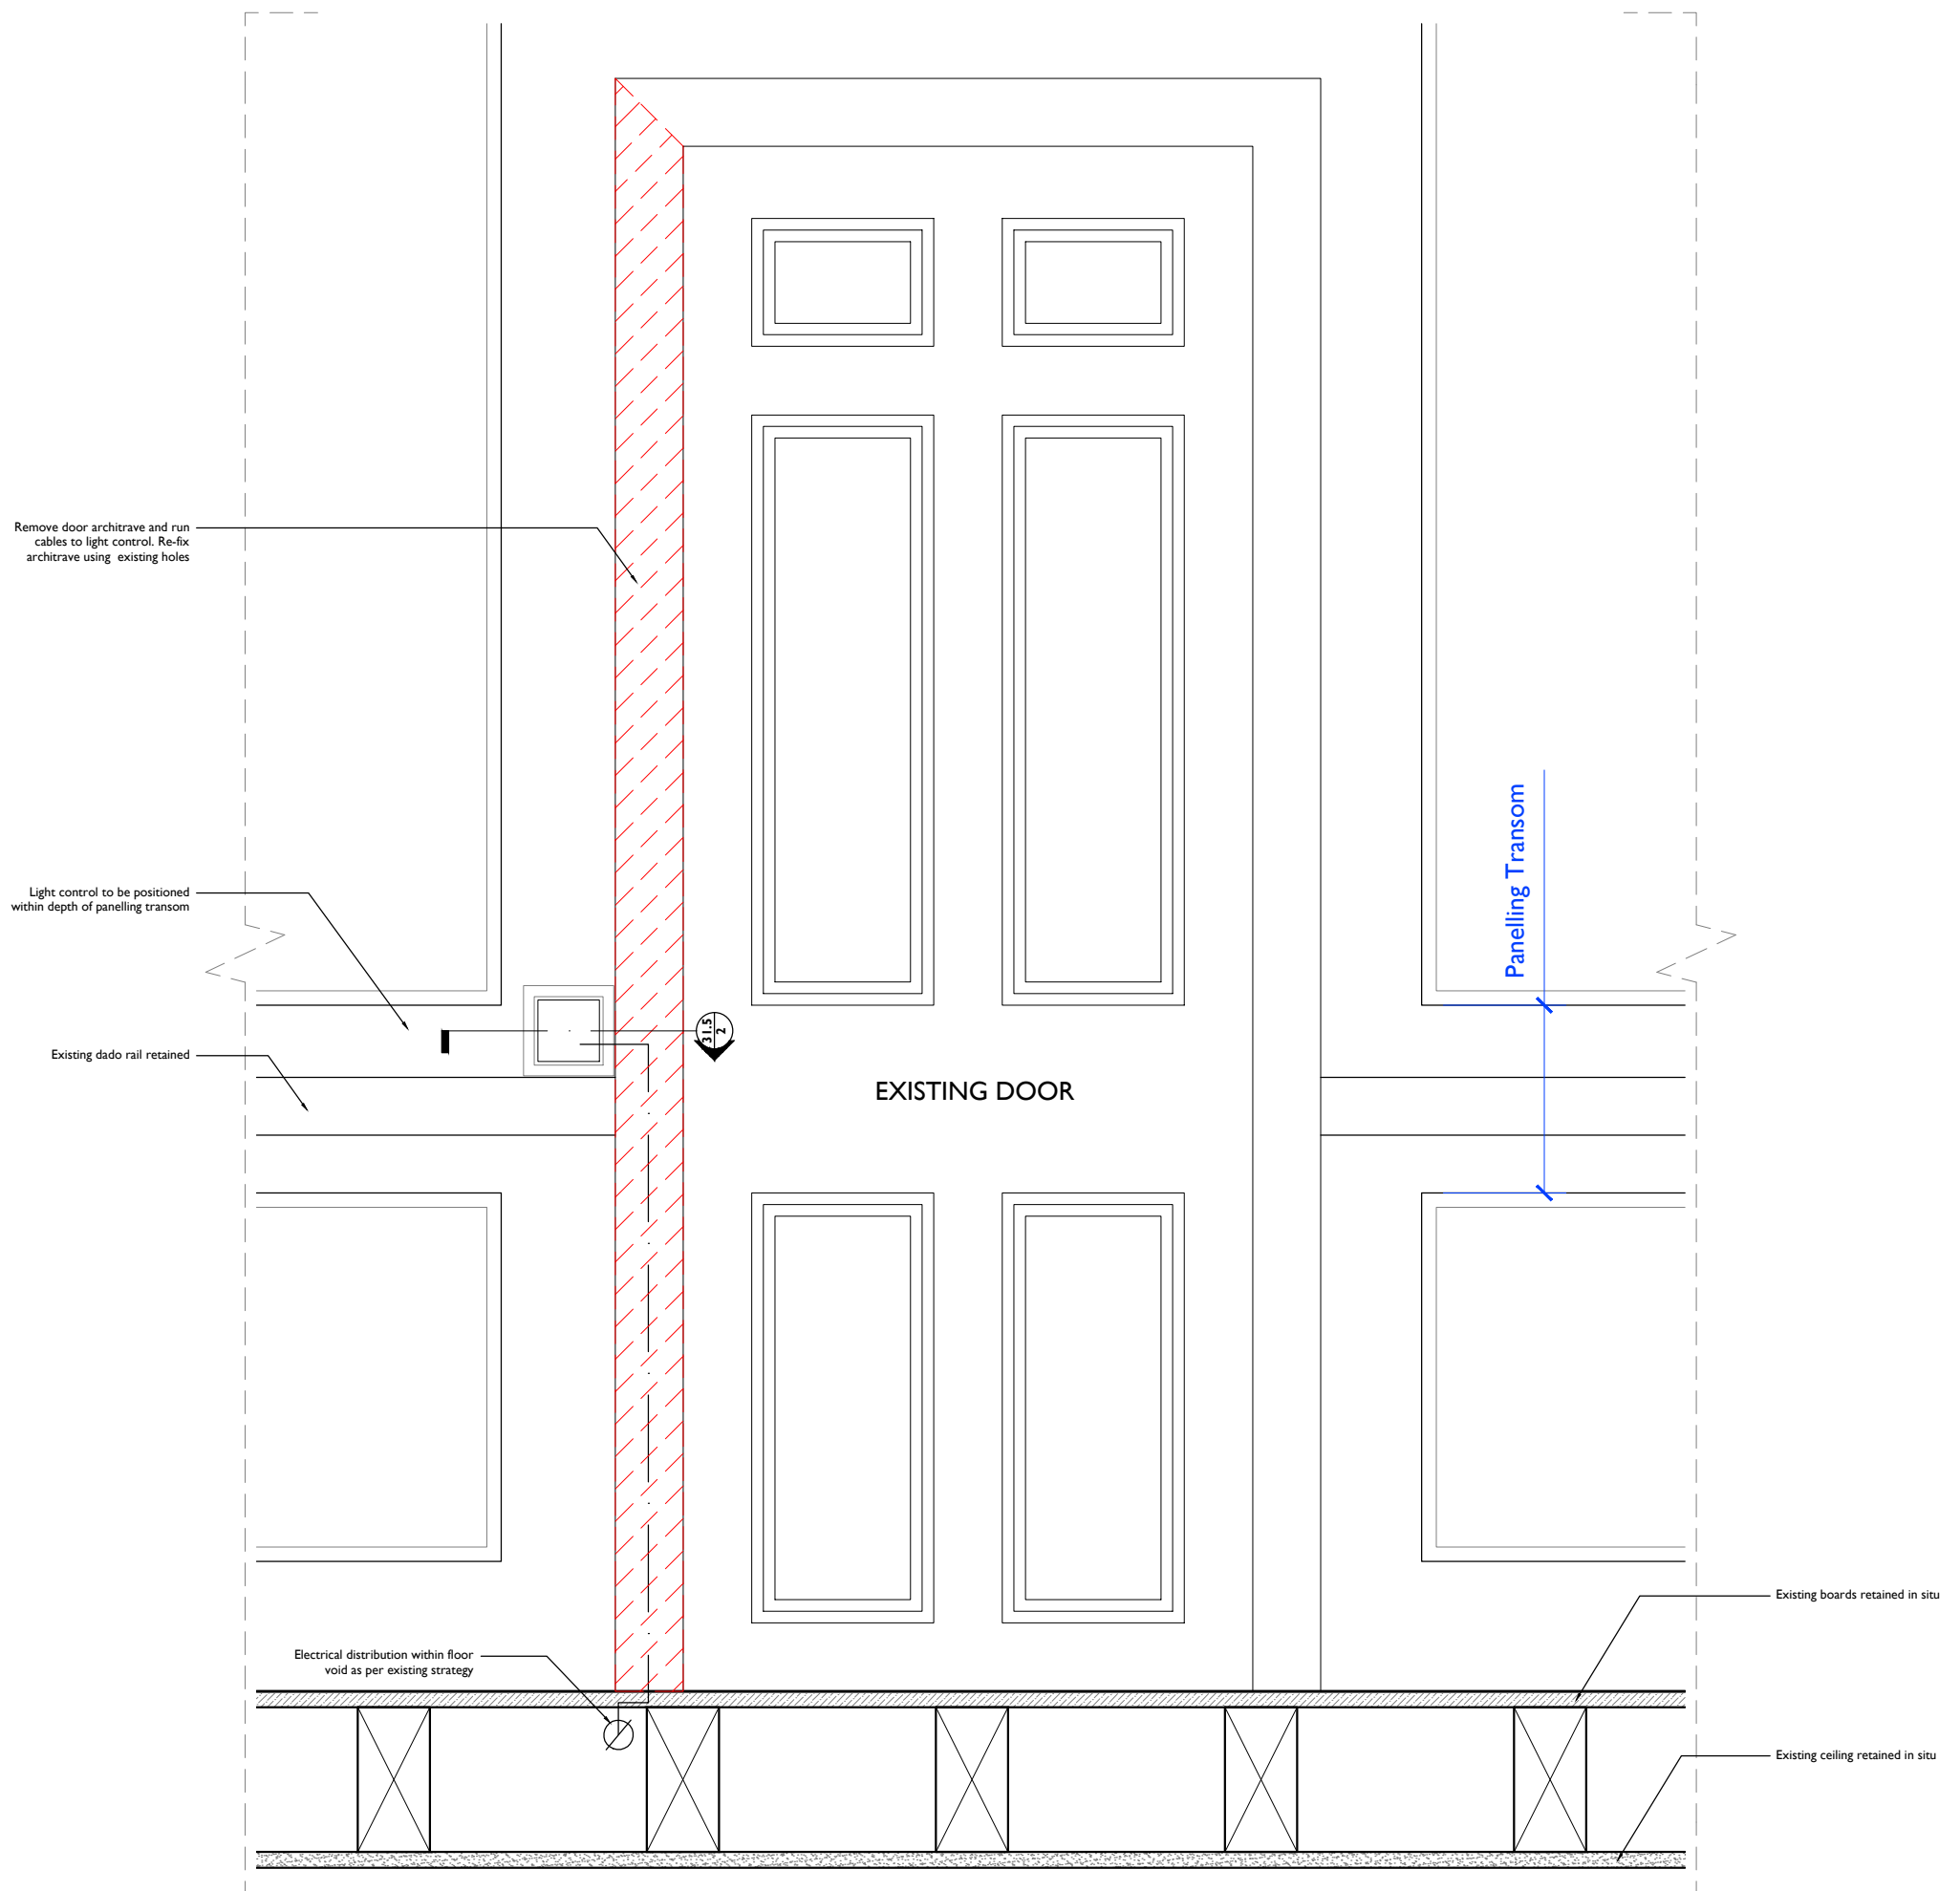 Remove door architrave and run
cables to light control. Re-fix
architrave using existing holes
Panelling Transom
Light control to be positioned
within depth of panelling transom
31.5
2
Existing dado rail retained
EXISTING DOOR
Existing boards retained in situ
Electrical distribution within floor
void as per existing strategy
Existing ceiling retained in situ